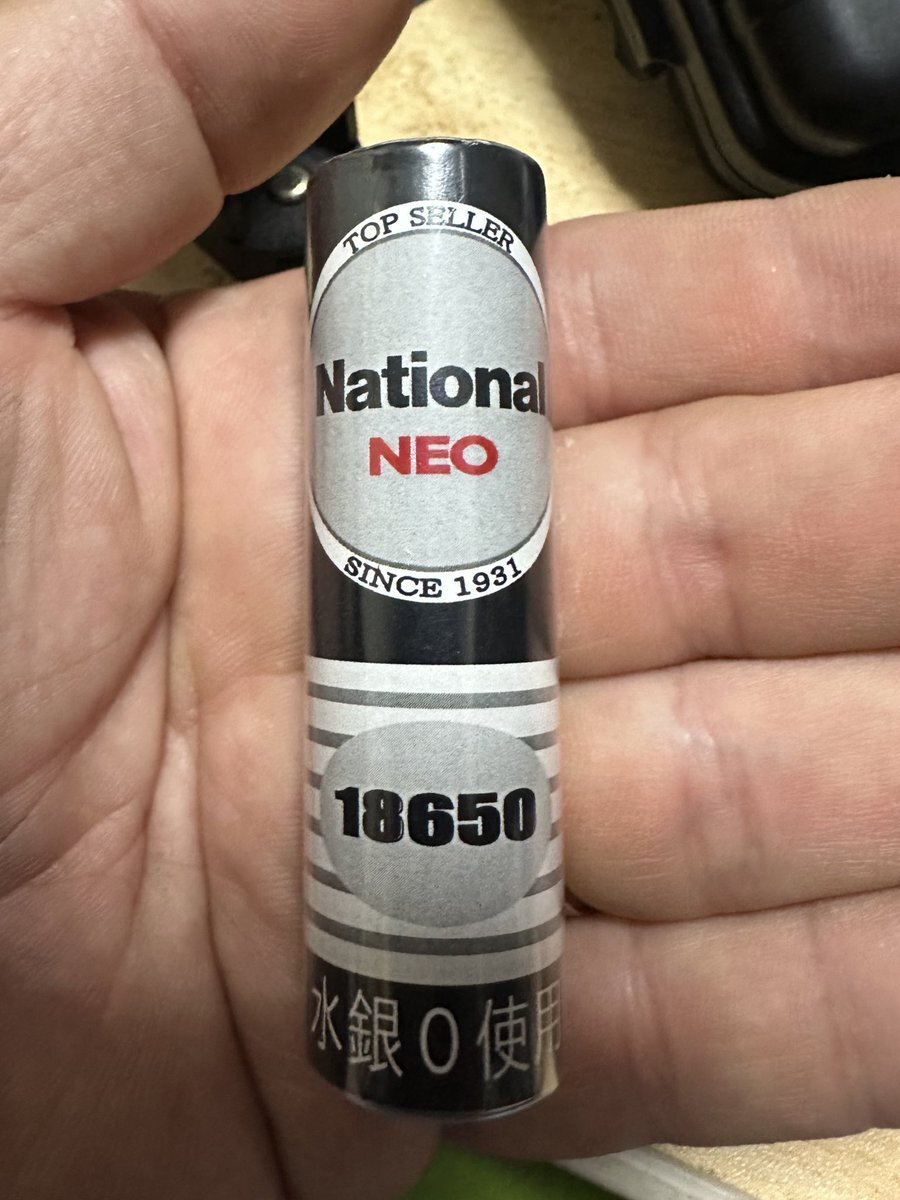 TOP SELLER
National
NEO
SINCE 1931
18650
水銀０使用